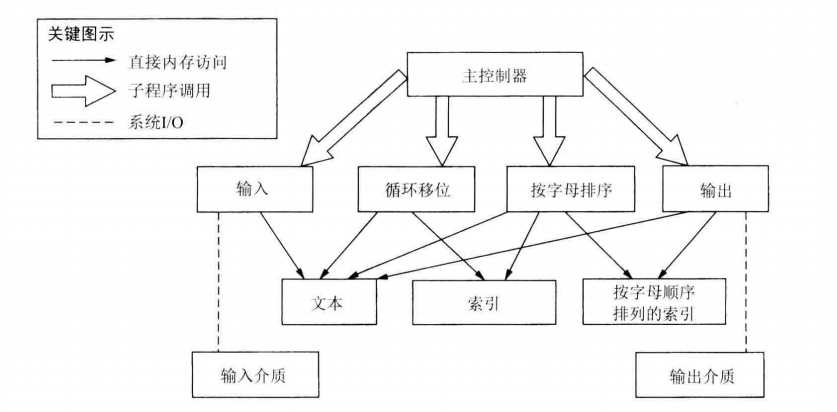 关键图示
直接内存访问
子程序调用
系统I/O
主控制器
输入
循环移位
按字母排序
输出
文本
索引
按字母顺序
排列的索引
输入介质
输出介质